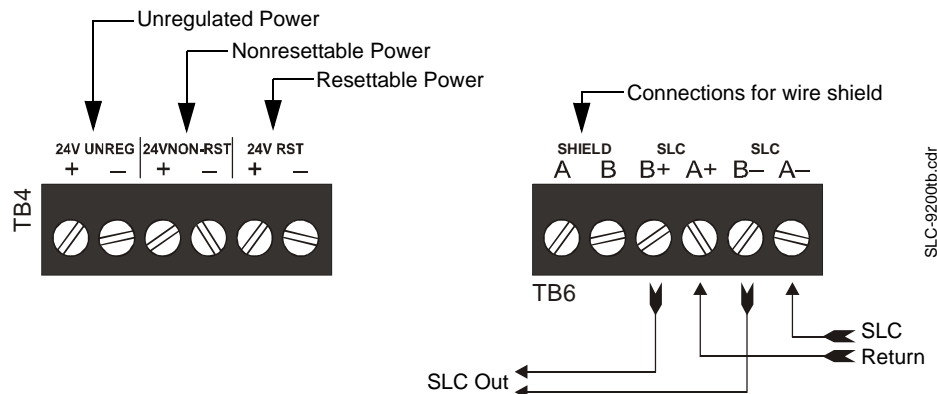 Unregulated Power
Nonresettable Power
Resettable Power
Connections for wire shield
24V UNREG 24VNON-RST 24V RST
+ – + – + –
TB4
SHIELD SLC SLC
A B B+ A+ B– A–
TB6
SLC
Return
SLC Out
SLC-9200tb.cdr